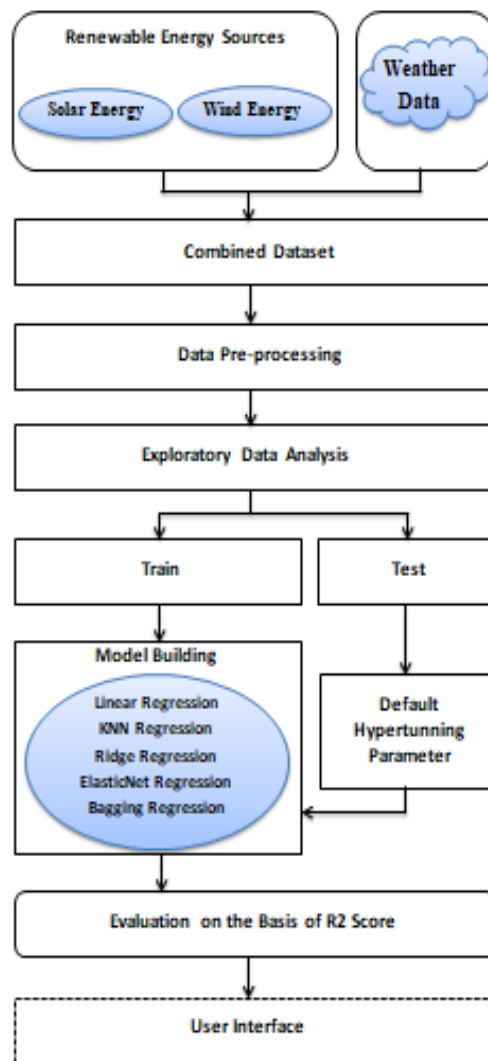 Renewable Energy Sources
Solar Energy
Wind Energy
Weather
Data
Combined Dataset
Data Pre-processing
Exploratory Data Analysis
Train
Test
Model Building
Linear Regression
KNN Regression
Ridge Regression
ElasticNet Regression
Bagging Regression
Default
Hypertunning
Parameter
Evaluation on the Basis of R2 Score
User Interface